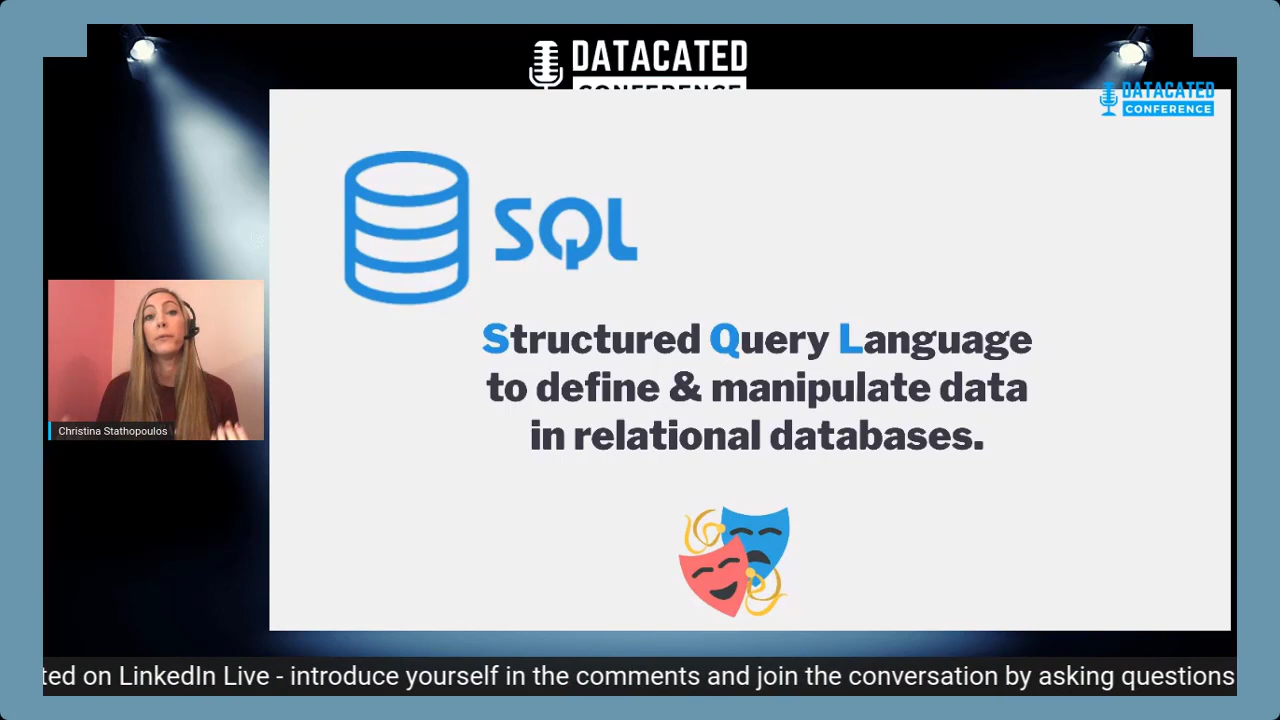 DATACATED
CONFERENCE
DATACATED
CONFERENCE
SQL
Structured Query Language
to define & manipulate data
in relational databases.
Christina Stathopoulos
ted on LinkedIn Live - introduce yourself in the comments and join the conversation by asking questions